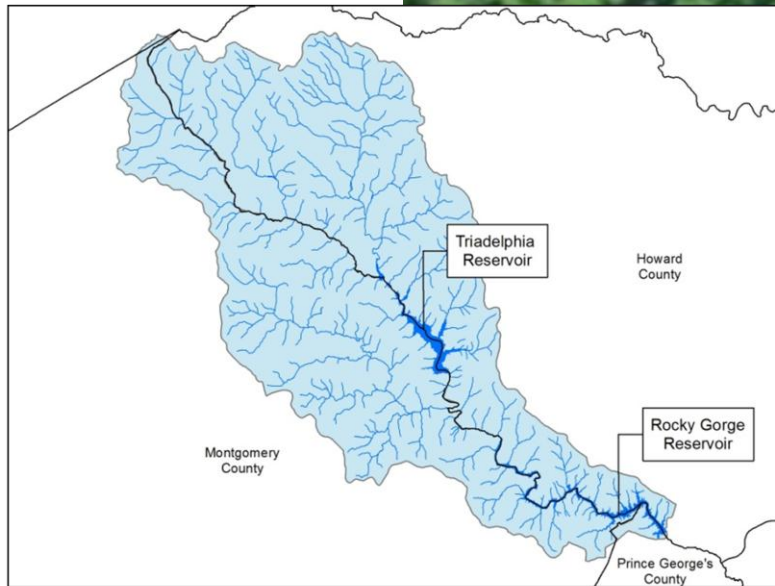 Triadelphia
Reservoir
Howard
County
Rocky Gorge
Reservoir
Montgomery
County
Prince George's
County